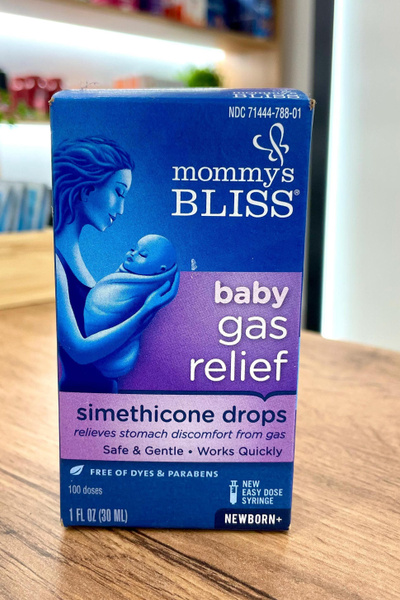 BLISS
NDC 71444-788-01
mommy's
BLISS®
baby
gas
relief
simethicone drops
relieves stomach discomfort from gas
Safe & Gentle • Works Quickly
FREE OF DYES & PARABENS
100 doses
NEW
EASY DOSE
SYRINGE
1 FL OZ (30 ML)
NEWBORN+